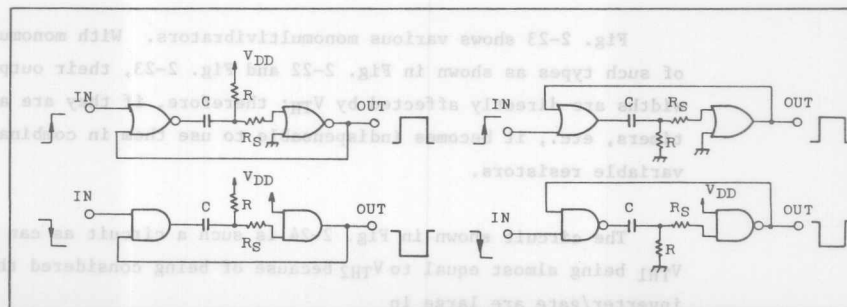 Fig. 2-23 shows various monomultivibrators. With monomu
of such types as shown in Fig. 2-22 and Fig. 2-23, their outp
widths are directly affected by VTH; therefore, if they are a
timers, etc., it becomes indispensable to use them in combina
variable resistors.
The circuit shown in Fig. 2-24 is such a circuit as can
VTH1 being almost equal to VTH2 because of being considered th
inverter/gate are large in
VDD
IN
C
R
RS
OUT
IN
C
RS
R
OUT
VDD
IN
C
R
RS
OUT
IN
C
RS
VDD
R
OUT